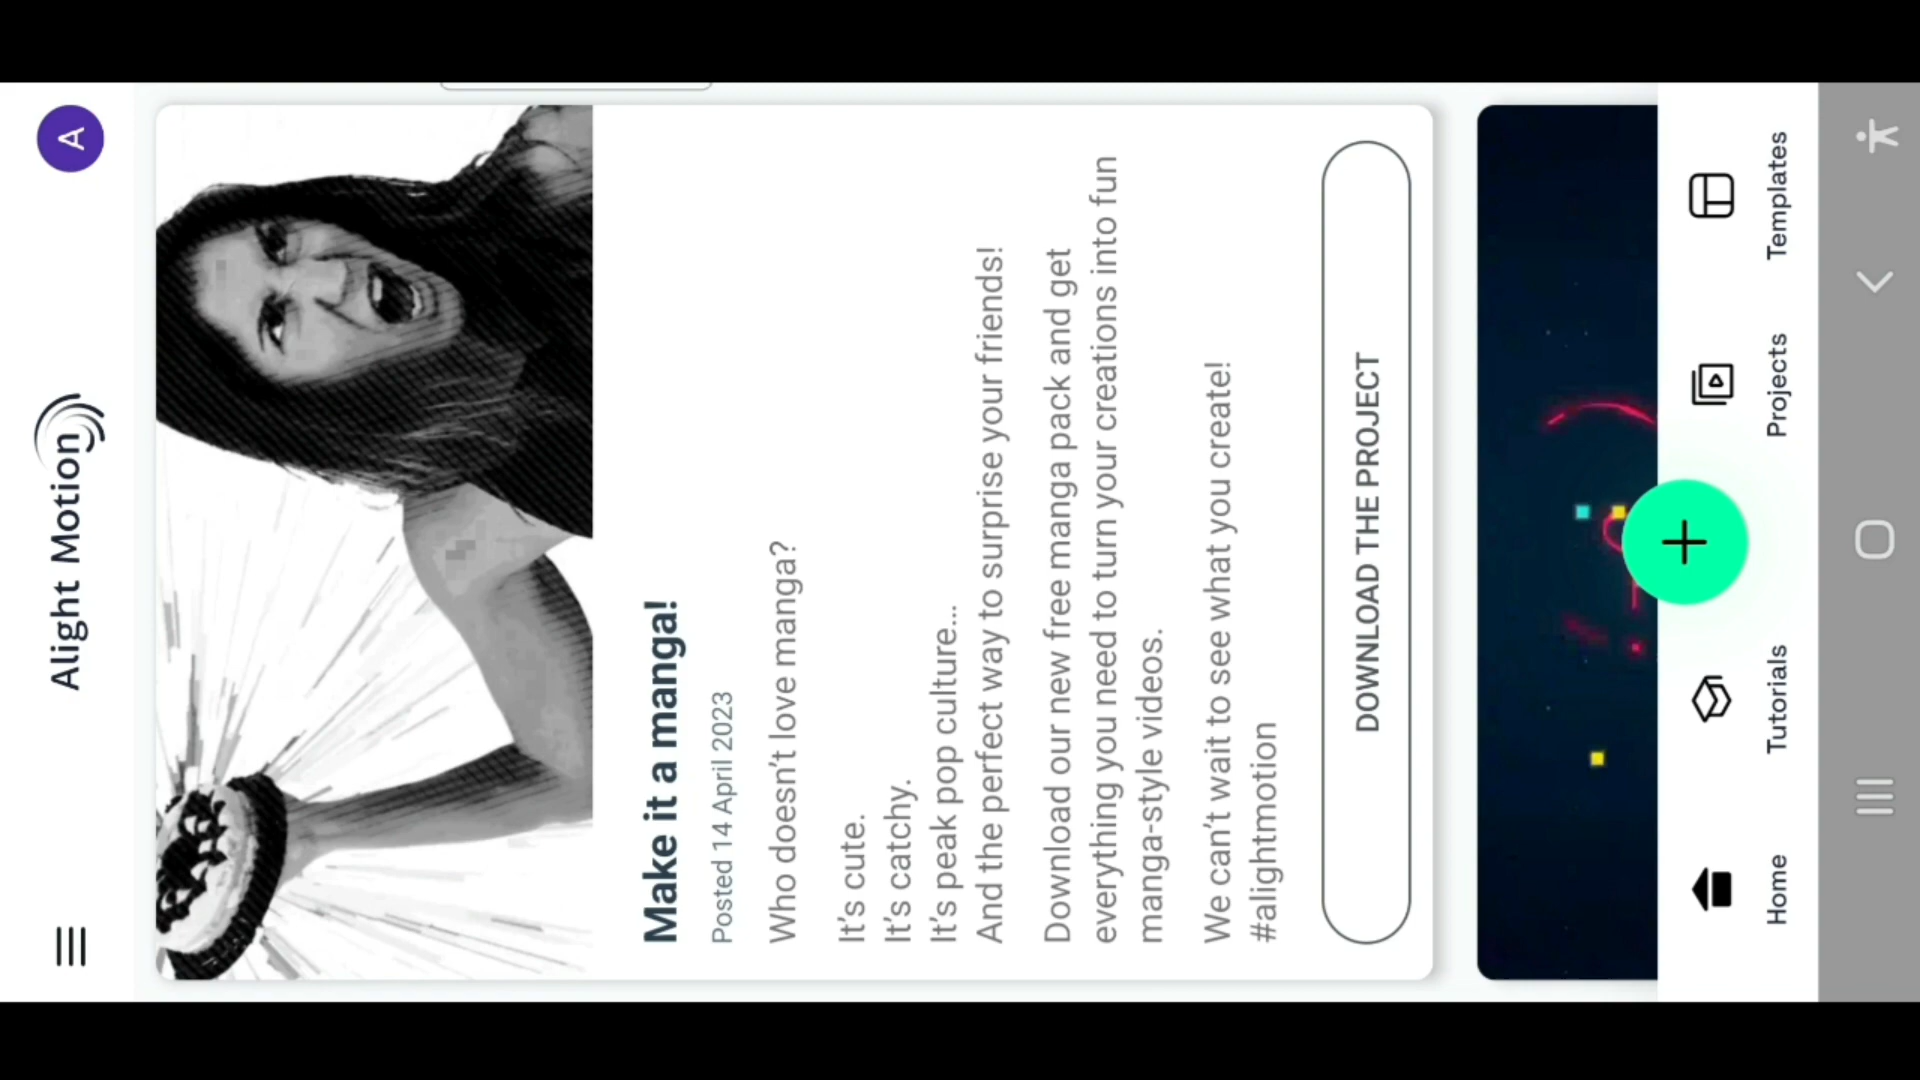 Alight Motion
A
Make it a manga!
Posted 14 April 2023
Who doesn't love manga?
It's cute.
It's catchy.
It's peak pop culture...
And the perfect way to surprise your friends!
Download our new free manga pack and get
everything you need to turn your creations into fun
manga-style videos.
We can't wait to see what you create!
#alightmotion
DOWNLOAD THE PROJECT
Home
Tutorials
Projects
Templates